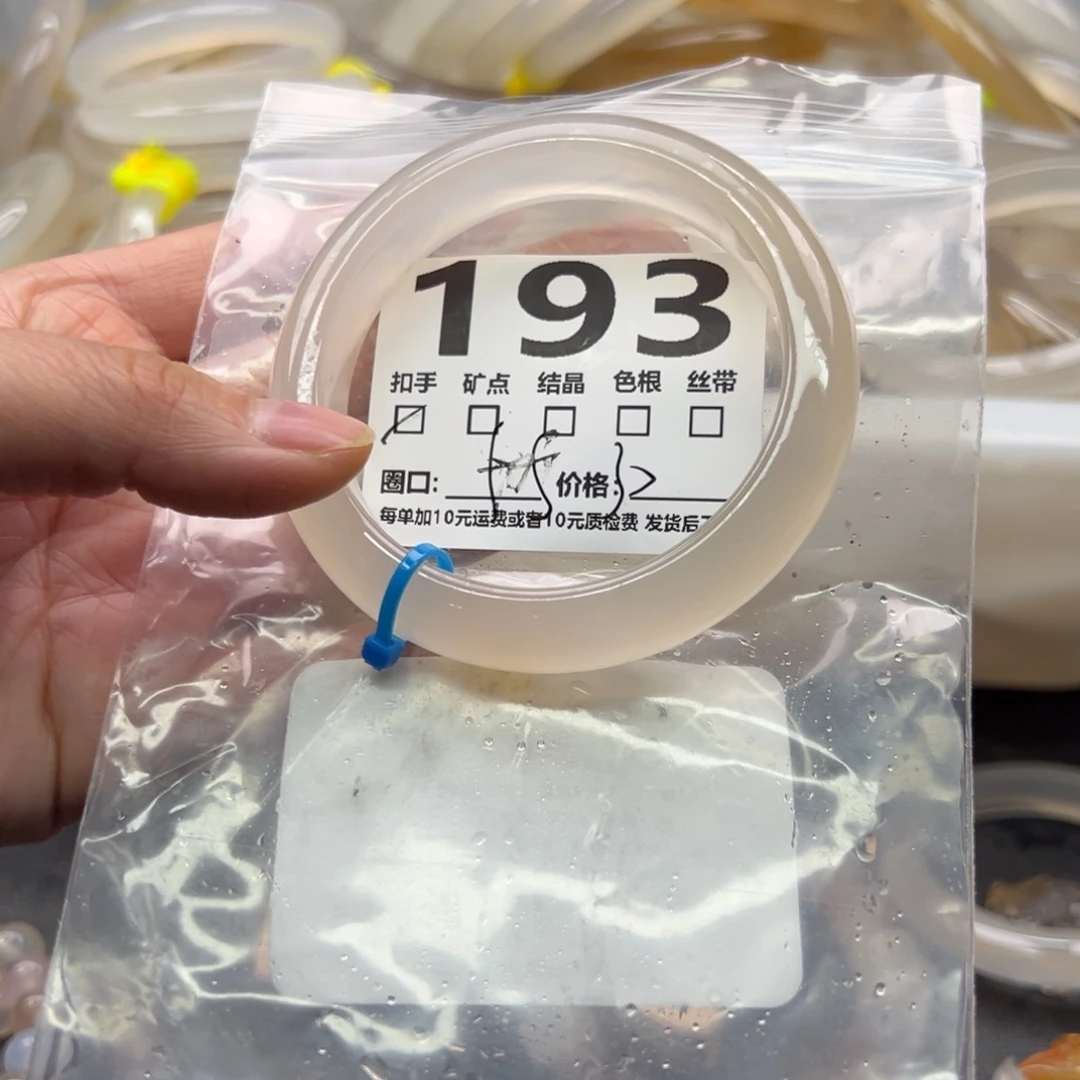 193
扣手 矿点 结晶 色根 丝带
圈口: 价格:
每单加10元运费或者10元质检费 发货后